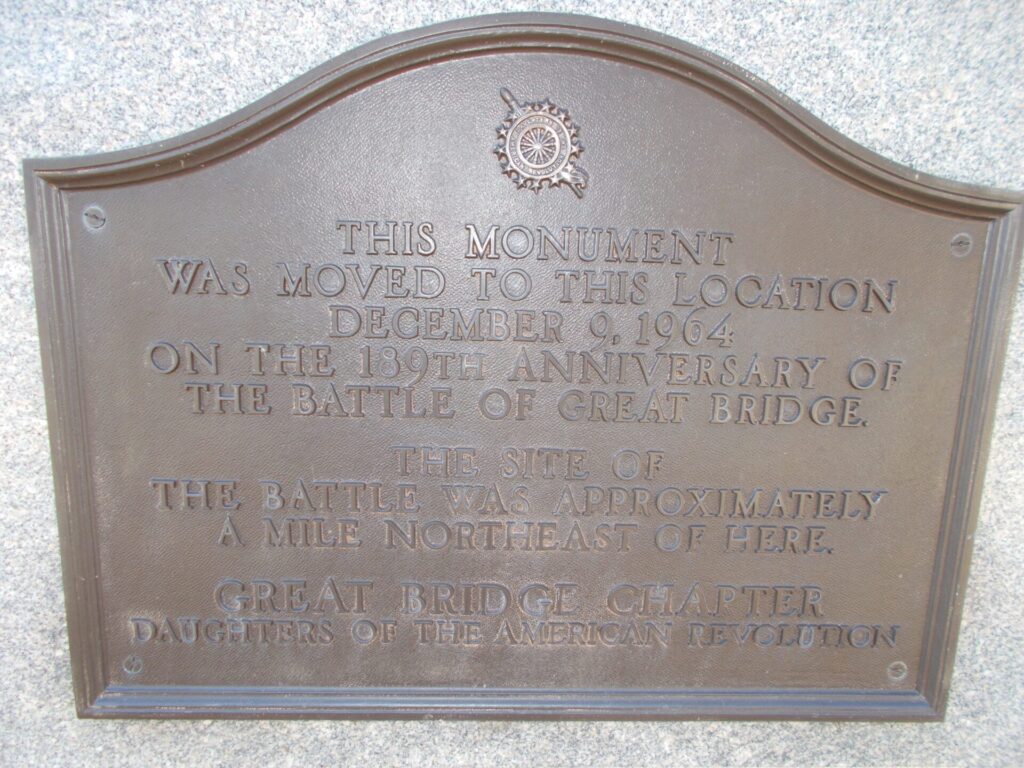 THIS MONUMENT
WAS MOVED TO THIS LOCATION
DECEMBER 9, 1964
ON THE 189TH ANNIVERSARY OF
THE BATTLE OF GREAT BRIDGE.
THE SITE OF
THE BATTLE WAS APPROXIMATELY
A MILE NORTHEAST OF HERE.
GREAT BRIDGE CHAPTER
DAUGHTERS OF THE AMERICAN REVOLUTION